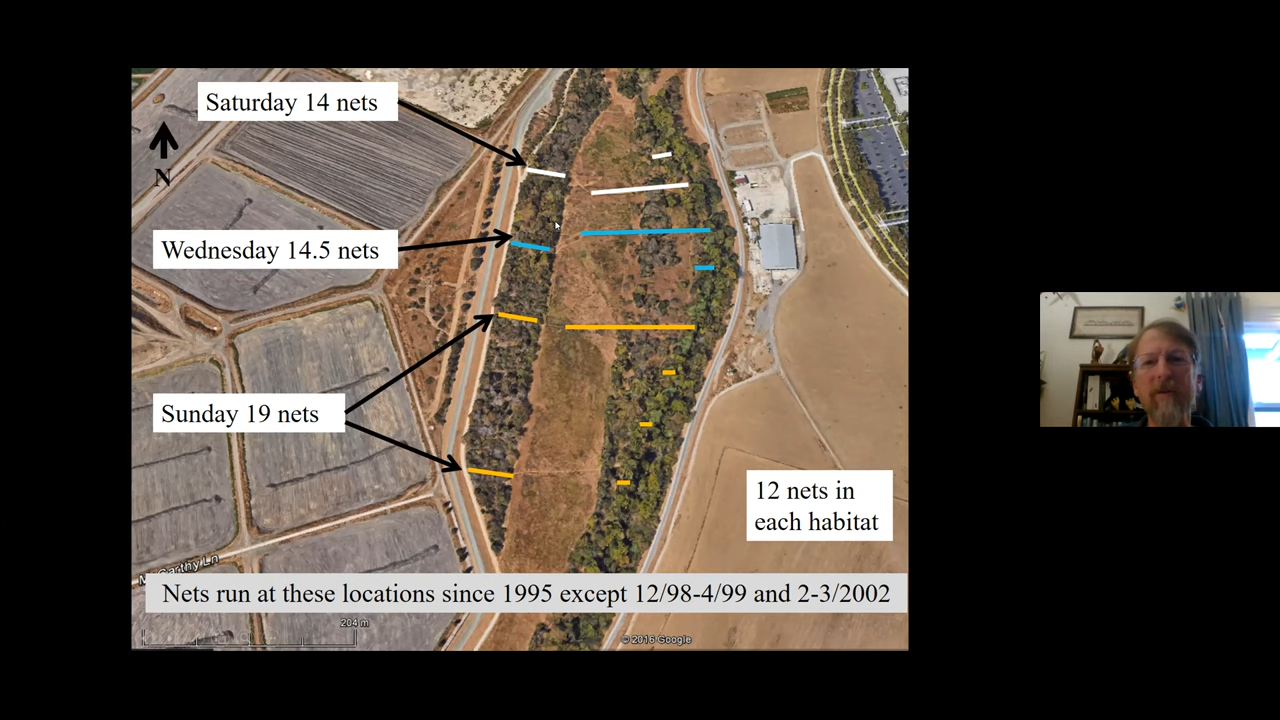 Saturday 14 nets
N
Wednesday 14.5 nets
Sunday 19 nets
12 nets in
each habitat
McCarthy Ln
Nets run at these locations since 1995 except 12/98-4/99 and 2-3/2002
204 m
© 2016 Google